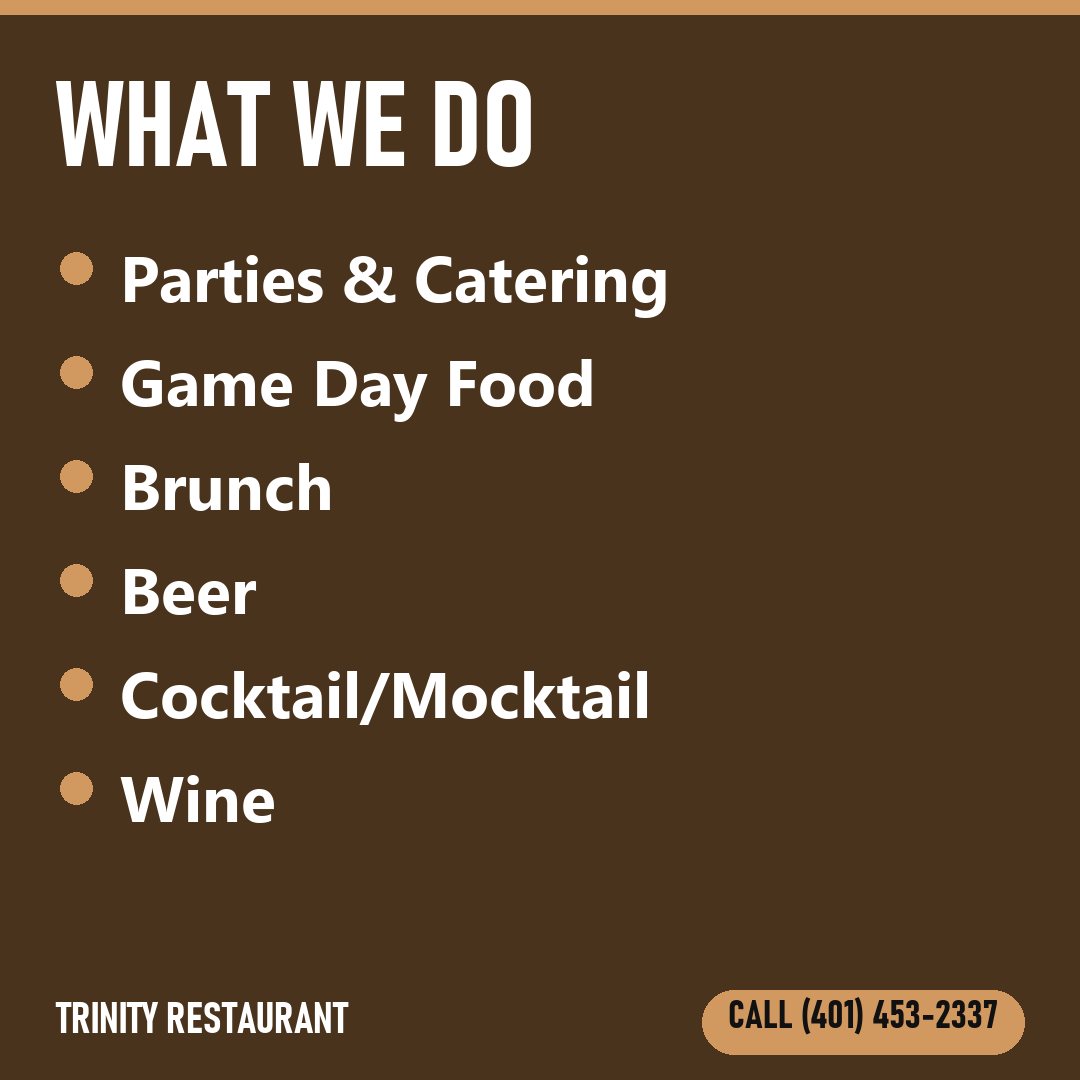 WHAT WE DO
Parties & Catering
Game Day Food
Brunch
Beer
Cocktail/Mocktail
Wine
TRINITY RESTAURANT
CALL (401) 453-2337